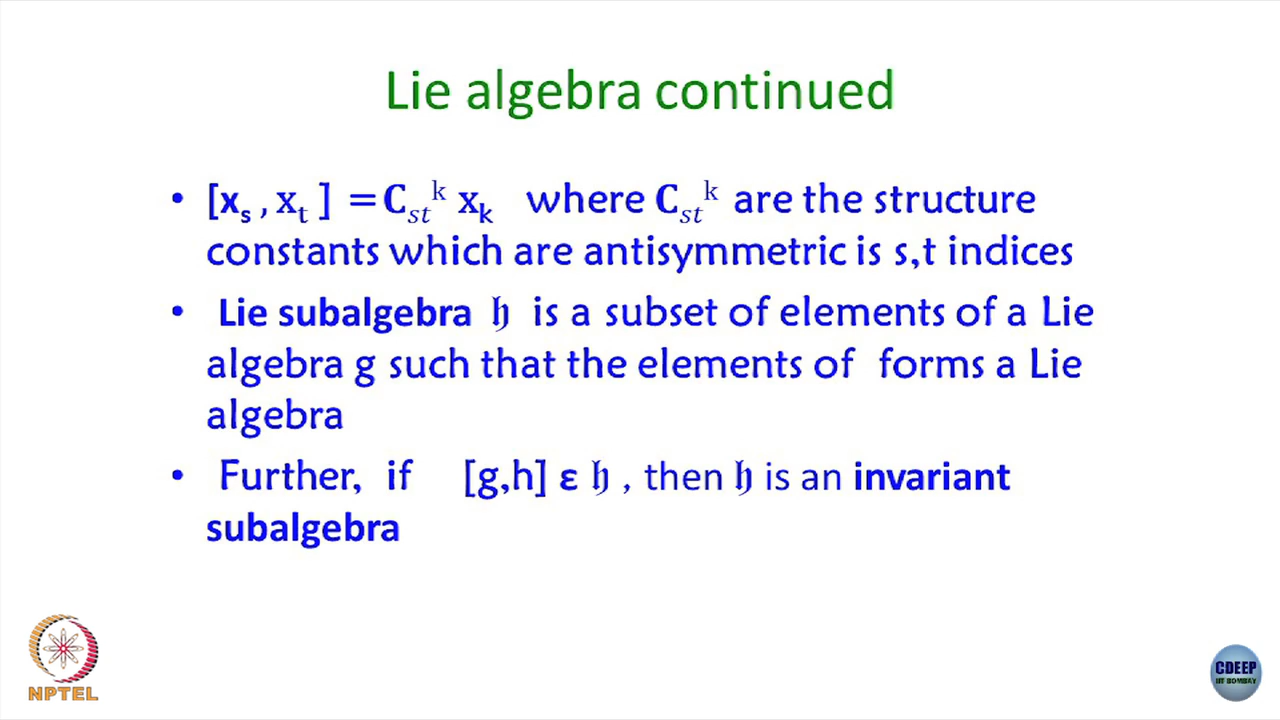 Lie algebra continued
• [xₛ , xₜ ] = Cₛₜᵏ xₖ where Cₛₜᵏ are the structure
constants which are antisymmetric is s,t indices
• Lie subalgebra 𝔥 is a subset of elements of a Lie
algebra g such that the elements of forms a Lie
algebra
• Further, if [g,h] ε 𝔥 , then 𝔥 is an invariant
subalgebra
NPTEL
CDEEP
IIT BOMBAY